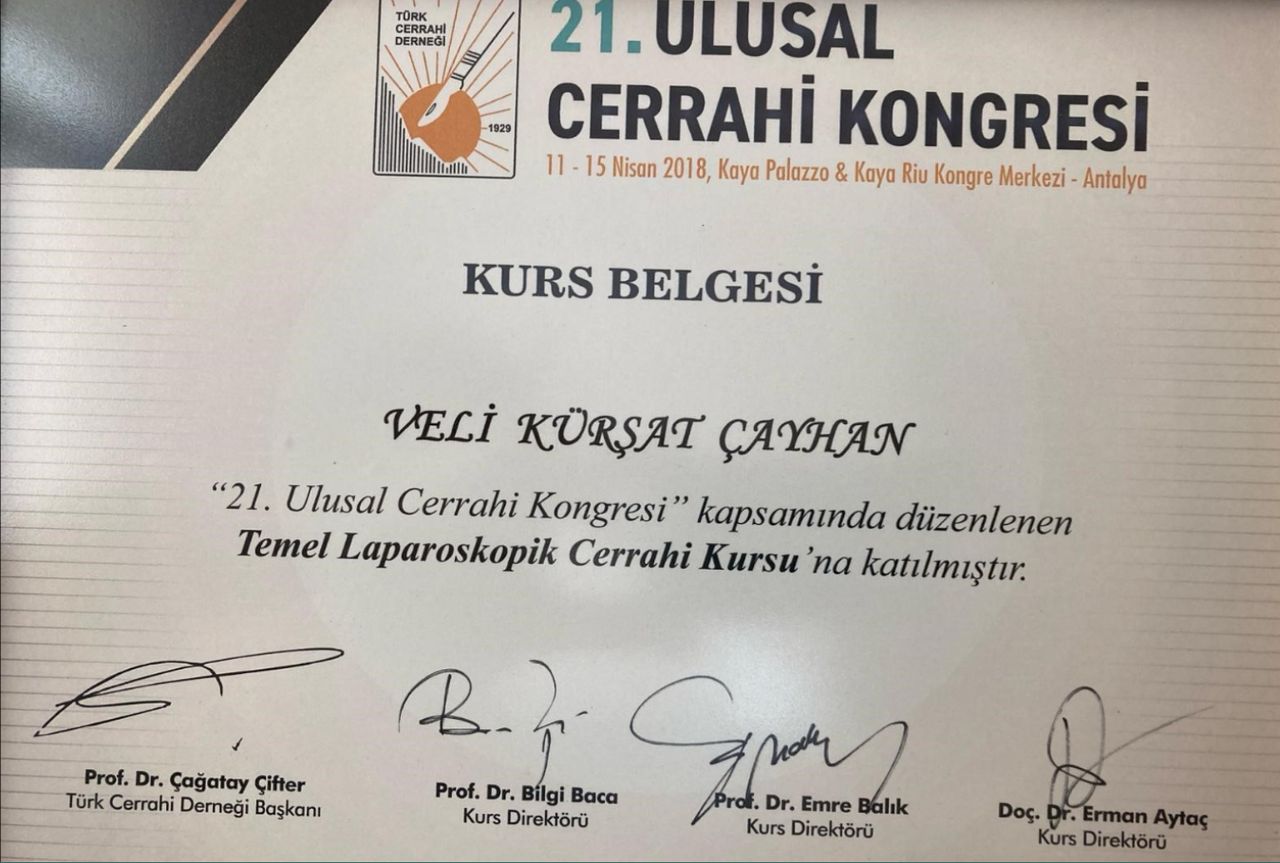 TÜRK
CERRAHİ
DERNEĞİ
1929
21. ULUSAL
CERRAHİ KONGRESİ
11 - 15 Nisan 2018, Kaya Palazzo & Kaya Riu Kongre Merkezi - Antalya
KURS BELGESİ
VELİ KÜRŞAT ÇAYHAN
“21. Ulusal Cerrahi Kongresi” kapsamında düzenlenen
Temel Laparoskopik Cerrahi Kursu’na katılmıştır.
Prof. Dr. Çağatay Çifter
Türk Cerrahi Derneği Başkanı
Prof. Dr. Bilgi Baca
Kurs Direktörü
Prof. Dr. Emre Balık
Kurs Direktörü
Doç. Dr. Erman Aytaç
Kurs Direktörü